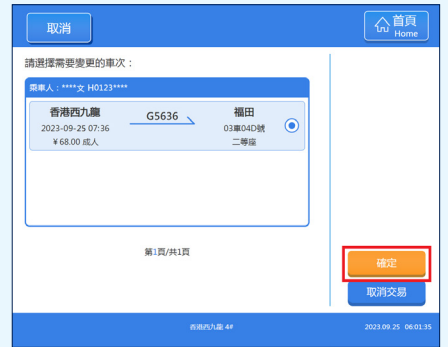 取消
首頁
Home
請選擇需要變更的車次：
乘車人：****文 H0123****
香港西九龍
G5636
福田
2023-09-25 07:36
03車04D號
￥68.00 成人
二等座
第1頁/共1頁
確定
取消交易
香港西九龍 4#
2023.09.25 06:01:35